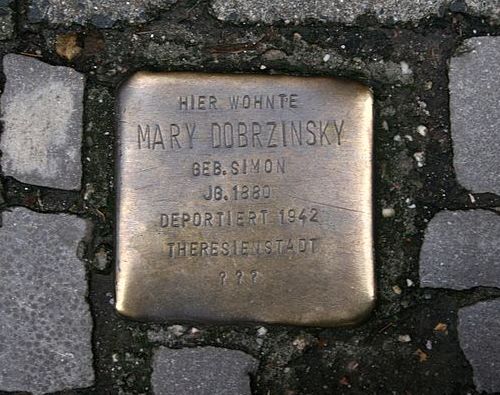 HIER WOHNTE
MARY DOBRZINSKY
GEB. SIMON
JG. 1880
DEPORTIERT 1942
THERESIENSTADT
? ? ?